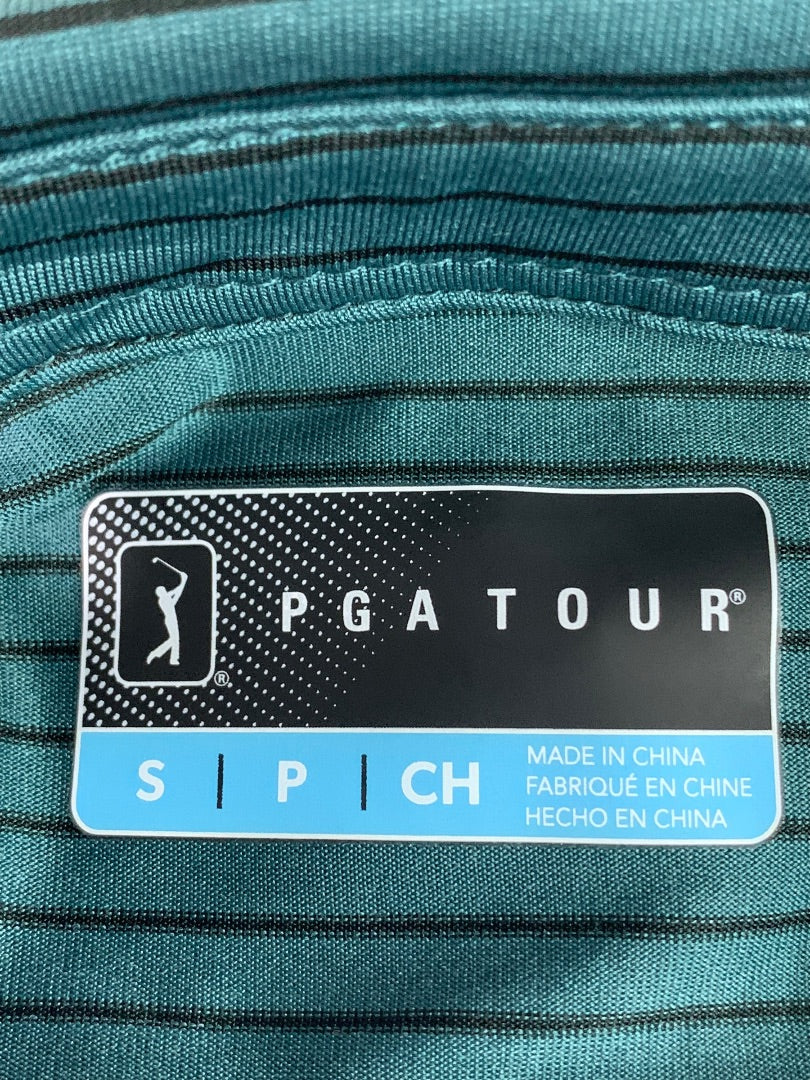 PGA TOUR®
®
S | P | CH
MADE IN CHINA
FABRIQUÉ EN CHINE
HECHO EN CHINA